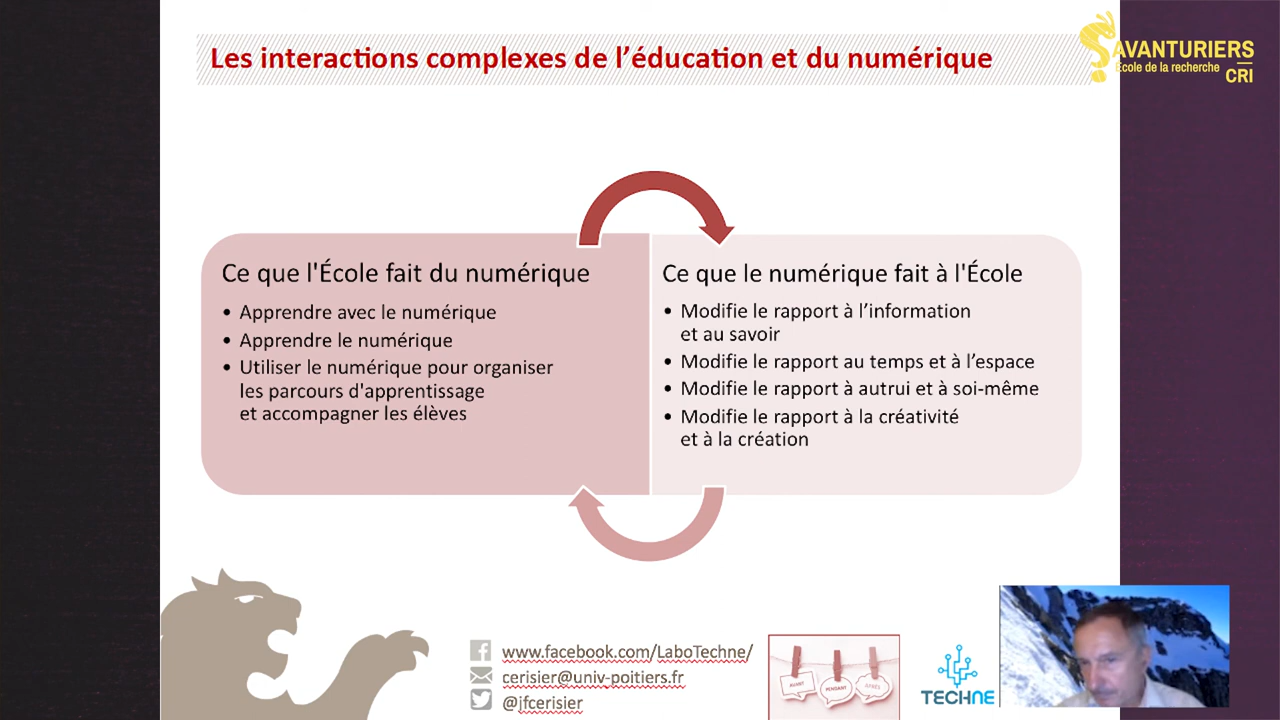 Les interactions complexes de l’éducation et du numérique
AVANTURIERS
École de la recherche
CRI
Ce que l'École fait du numérique
• Apprendre avec le numérique
• Apprendre le numérique
• Utiliser le numérique pour organiser
les parcours d'apprentissage
et accompagner les élèves
Ce que le numérique fait à l'École
• Modifie le rapport à l’information
et au savoir
• Modifie le rapport au temps et à l’espace
• Modifie le rapport à autrui et à soi-même
• Modifie le rapport à la créativité
et à la création
www.facebook.com/LaboTechne/
cerisier@univ-poitiers.fr
@jfcerisier
AVANT
PENDANT
APRÈS
TECHNE